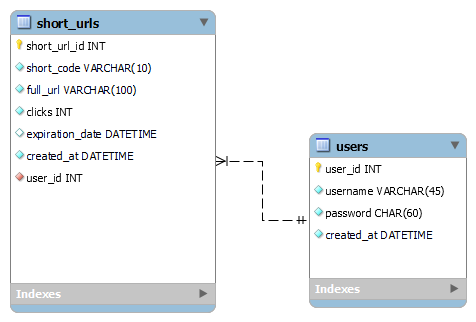 short_urls
short_url_id INT
short_code VARCHAR(10)
full_url VARCHAR(100)
clicks INT
expiration_date DATETIME
created_at DATETIME
user_id INT
Indexes
users
user_id INT
username VARCHAR(45)
password CHAR(60)
created_at DATETIME
Indexes